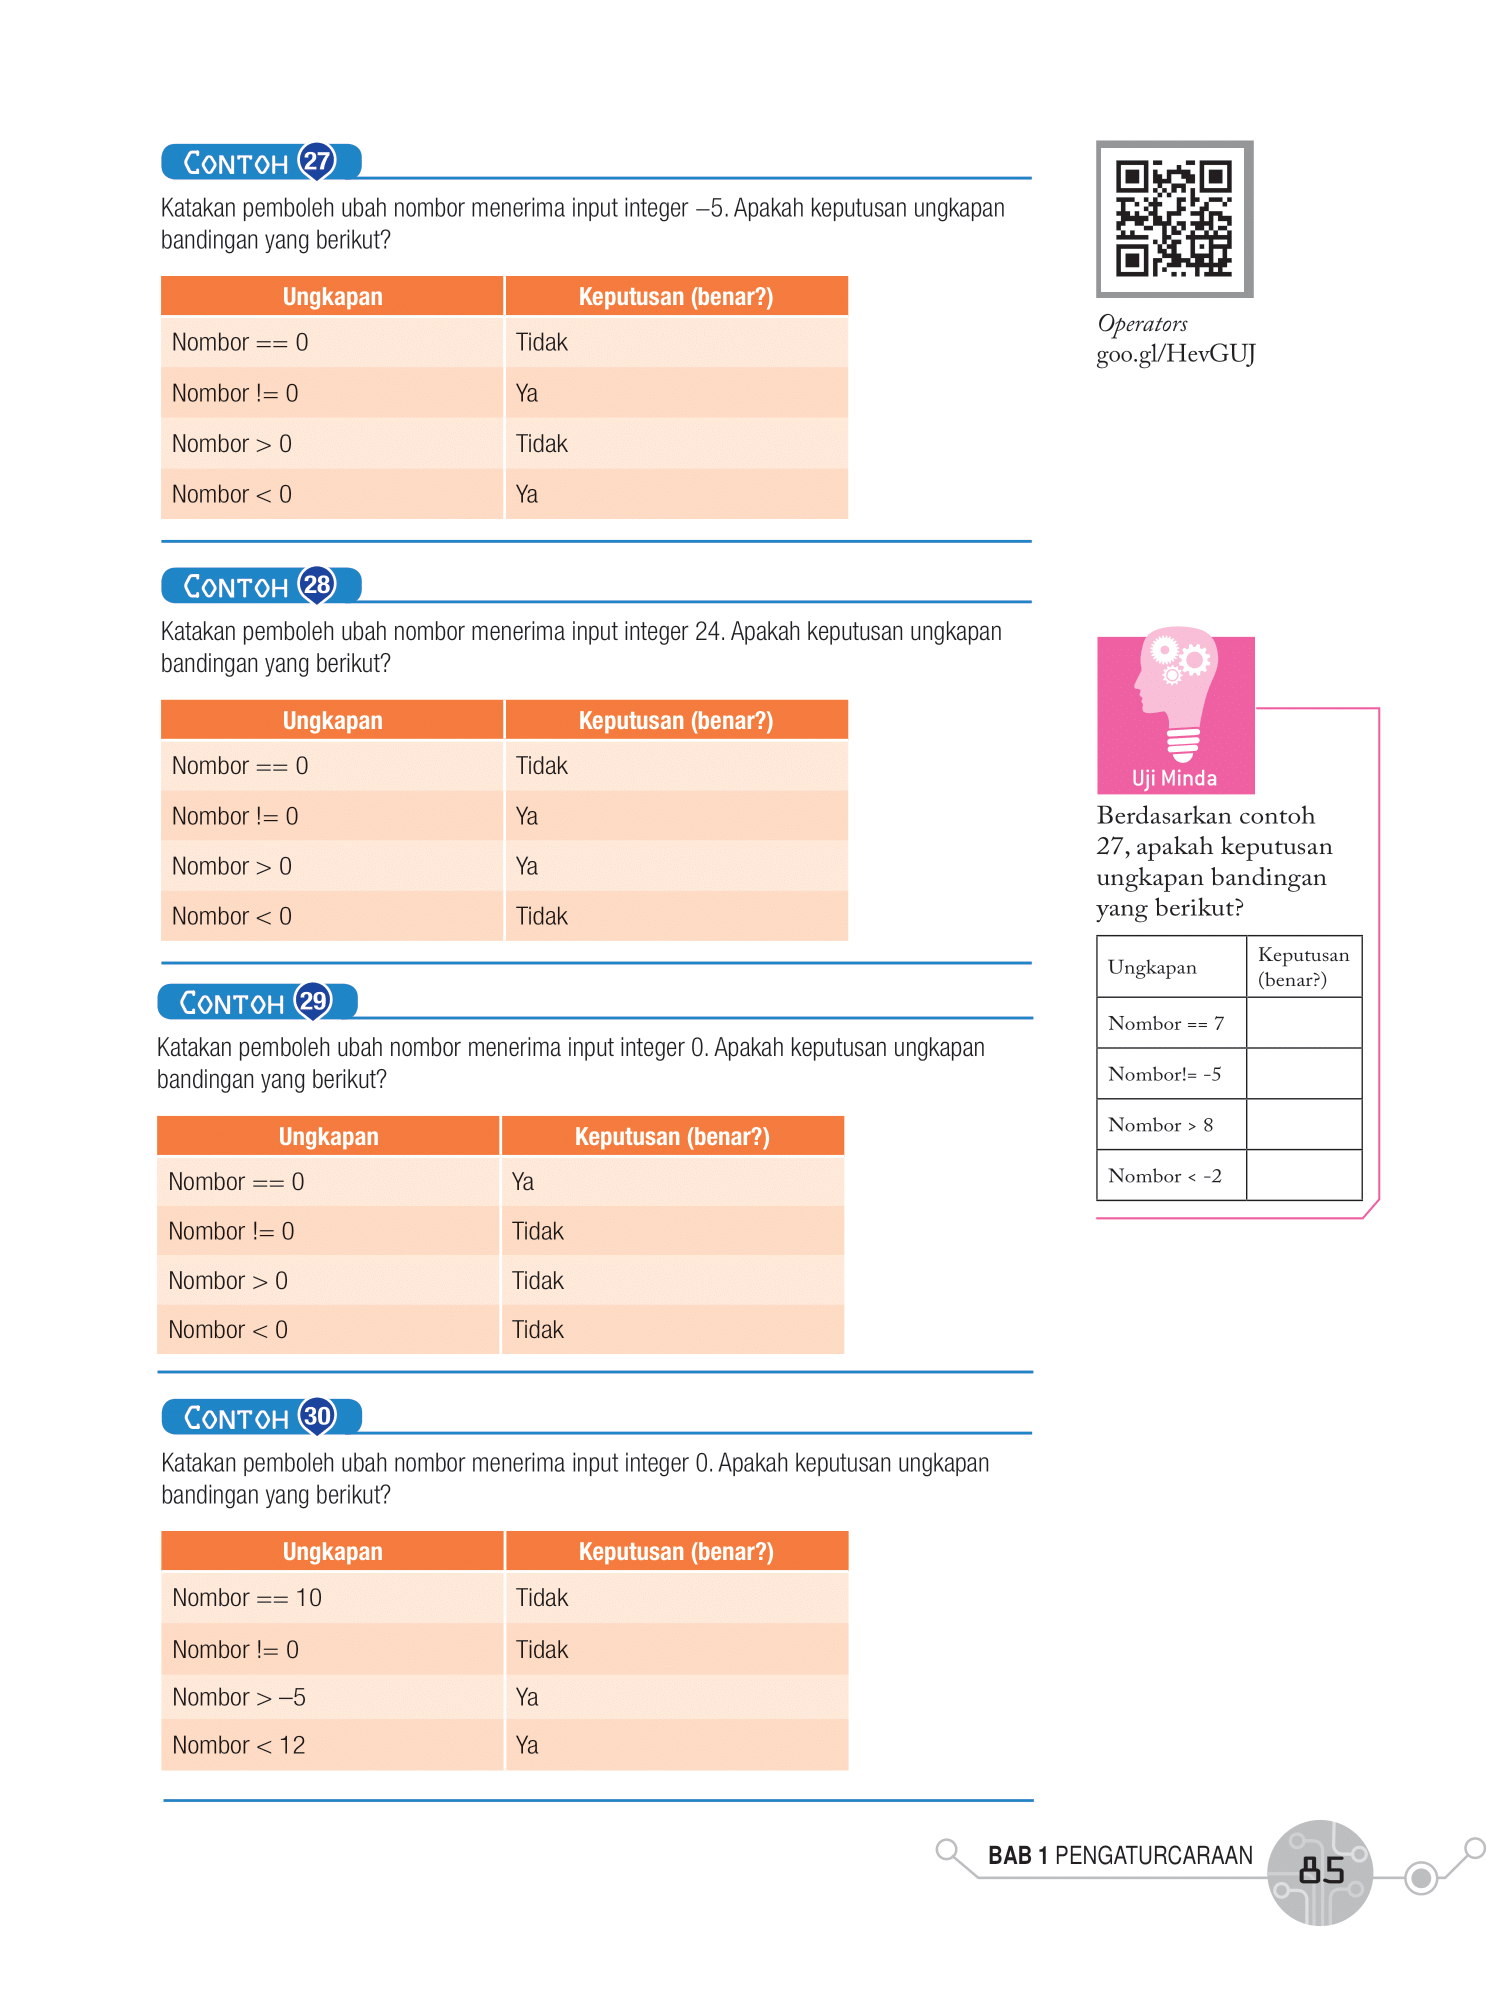 CONTOH 27
Katakan pemboleh ubah nombor menerima input integer –5. Apakah keputusan ungkapan
bandingan yang berikut?
Ungkapan Keputusan (benar?)
Nombor == 0 Tidak
Nombor != 0 Ya
Nombor > 0 Tidak
Nombor < 0 Ya
CONTOH 28
Katakan pemboleh ubah nombor menerima input integer 24. Apakah keputusan ungkapan
bandingan yang berikut?
Ungkapan Keputusan (benar?)
Nombor == 0 Tidak
Nombor != 0 Ya
Nombor > 0 Ya
Nombor < 0 Tidak
CONTOH 29
Katakan pemboleh ubah nombor menerima input integer 0. Apakah keputusan ungkapan
bandingan yang berikut?
Ungkapan Keputusan (benar?)
Nombor == 0 Ya
Nombor != 0 Tidak
Nombor > 0 Tidak
Nombor < 0 Tidak
CONTOH 30
Katakan pemboleh ubah nombor menerima input integer 0. Apakah keputusan ungkapan
bandingan yang berikut?
Ungkapan Keputusan (benar?)
Nombor == 10 Tidak
Nombor != 0 Tidak
Nombor > –5 Ya
Nombor < 12 Ya
Operators
goo.gl/HevGUJ
Uji Minda
Berdasarkan contoh
27, apakah keputusan
ungkapan bandingan
yang berikut?
Ungkapan Keputusan
(benar?)
Nombor == 7
Nombor!= -5
Nombor > 8
Nombor < -2
BAB 1 PENGATURCARAAN 85